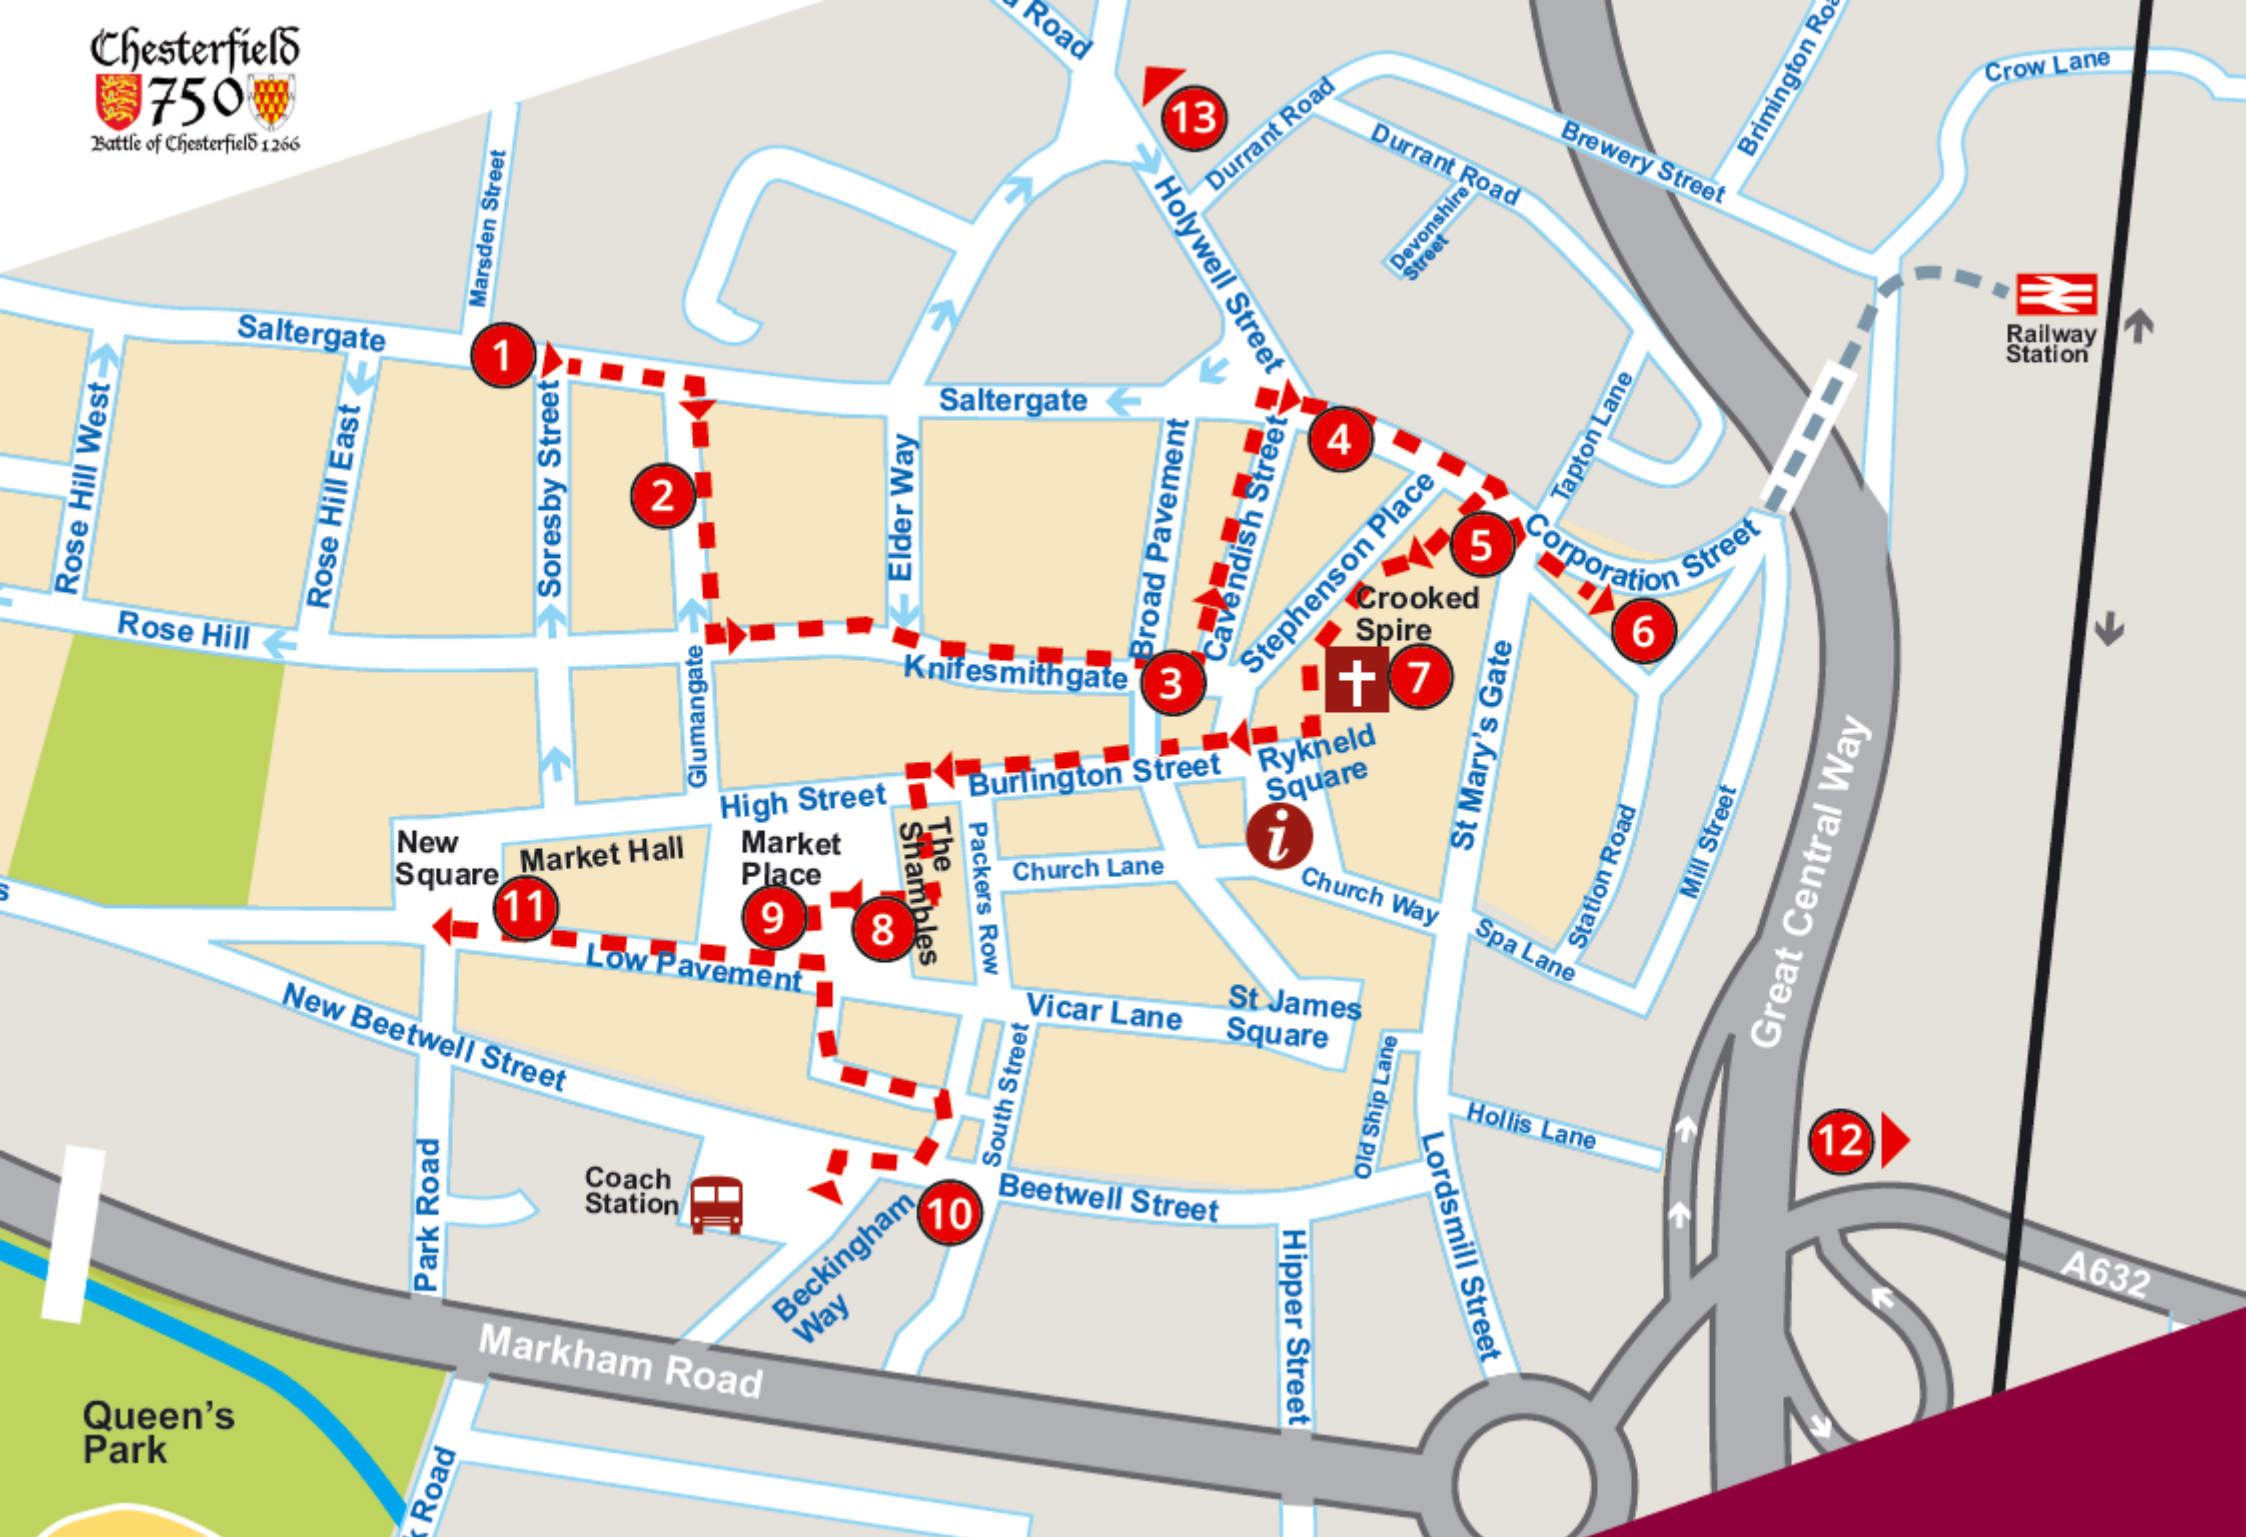 Chesterfield
750
Battle of Chesterfield 1266
Road
13
Durrant Road
Durrant Road
Devonshire
Street
Brewery Street
Crow Lane
Holywell Street
Marsden Street
Railway
Station
Saltergate
1
Saltergate
4
Tapton Lane
Rose Hill West
Rose Hill East
Soresby Street
2
Elder Way
Broad Pavement
Cavendish Street
Stephenson Place
5
Corporation Street
6
Crooked
Spire
7
Rose Hill
Glumangate
Knifesmithgate
3
St Mary's Gate
Rykneld
Square
Burlington Street
High Street
i
Station Road
Mill Street
Great Central Way
New
Square
Market Hall
Market
Place
The
Shambles
Packers Row
Church Lane
Church Way
Spa Lane
11
9
8
Low Pavement
Vicar Lane
St James
Square
New Beetwell Street
South Street
Old Ship Lane
Hollis Lane
12
Coach
Station
Park Road
10
Beetwell Street
Beckingham
Way
Hipper Street
Lordsmill Street
A632
Markham Road
Queen's
Park
Road